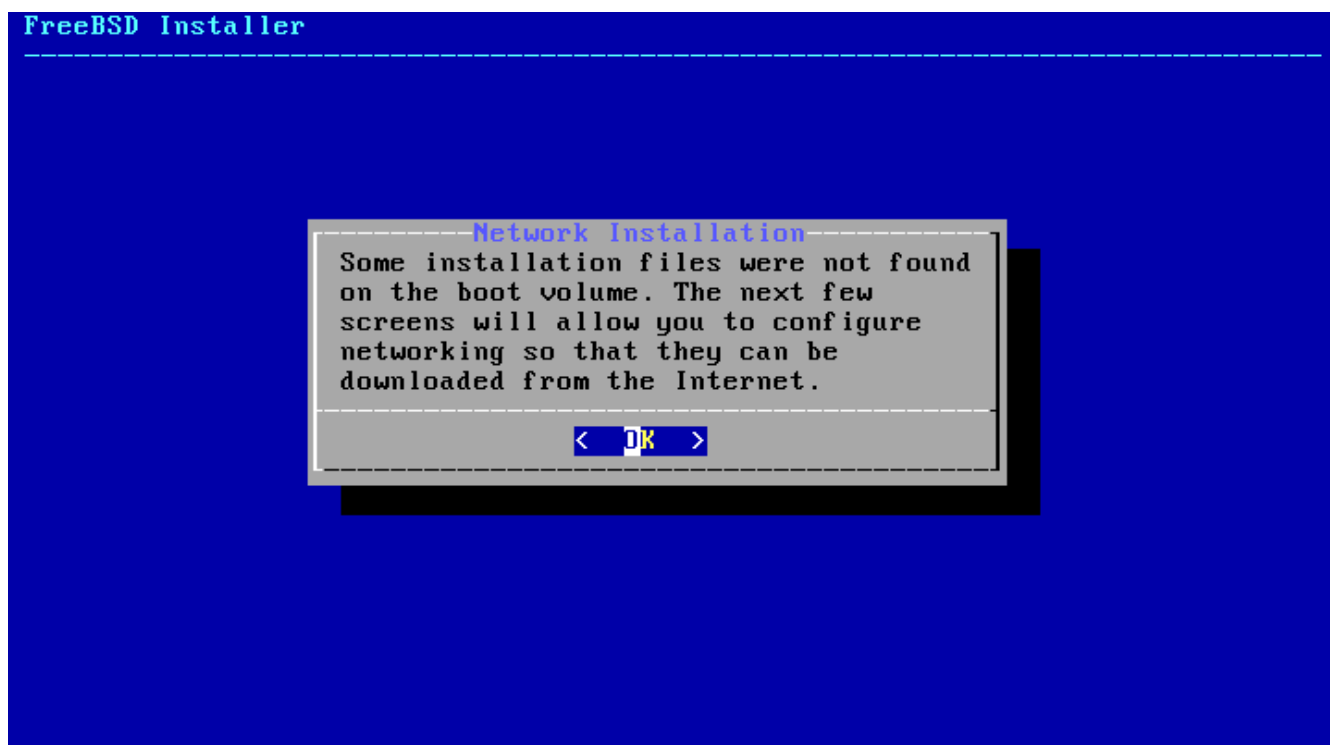 FreeBSD Installer
Network Installation
Some installation files were not found
on the boot volume. The next few
screens will allow you to configure
networking so that they can be
downloaded from the Internet.
< OK >